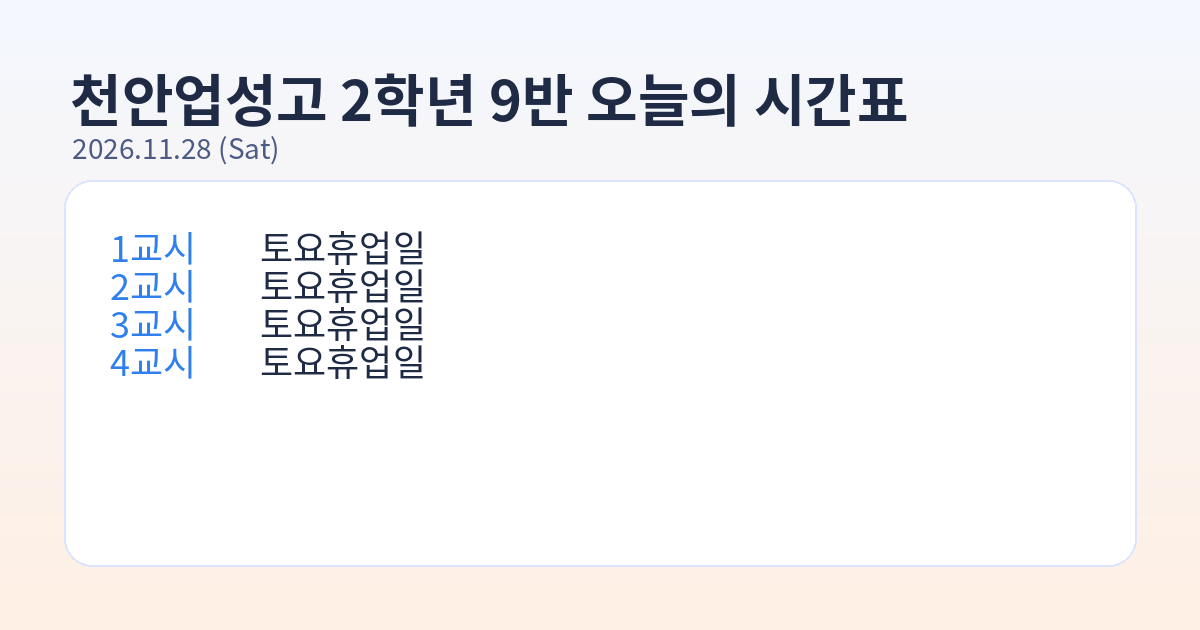 천안업성고 2학년 9반 오늘의 시간표
2026.11.28 (Sat)
1교시 토요휴업일
2교시 토요휴업일
3교시 토요휴업일
4교시 토요휴업일